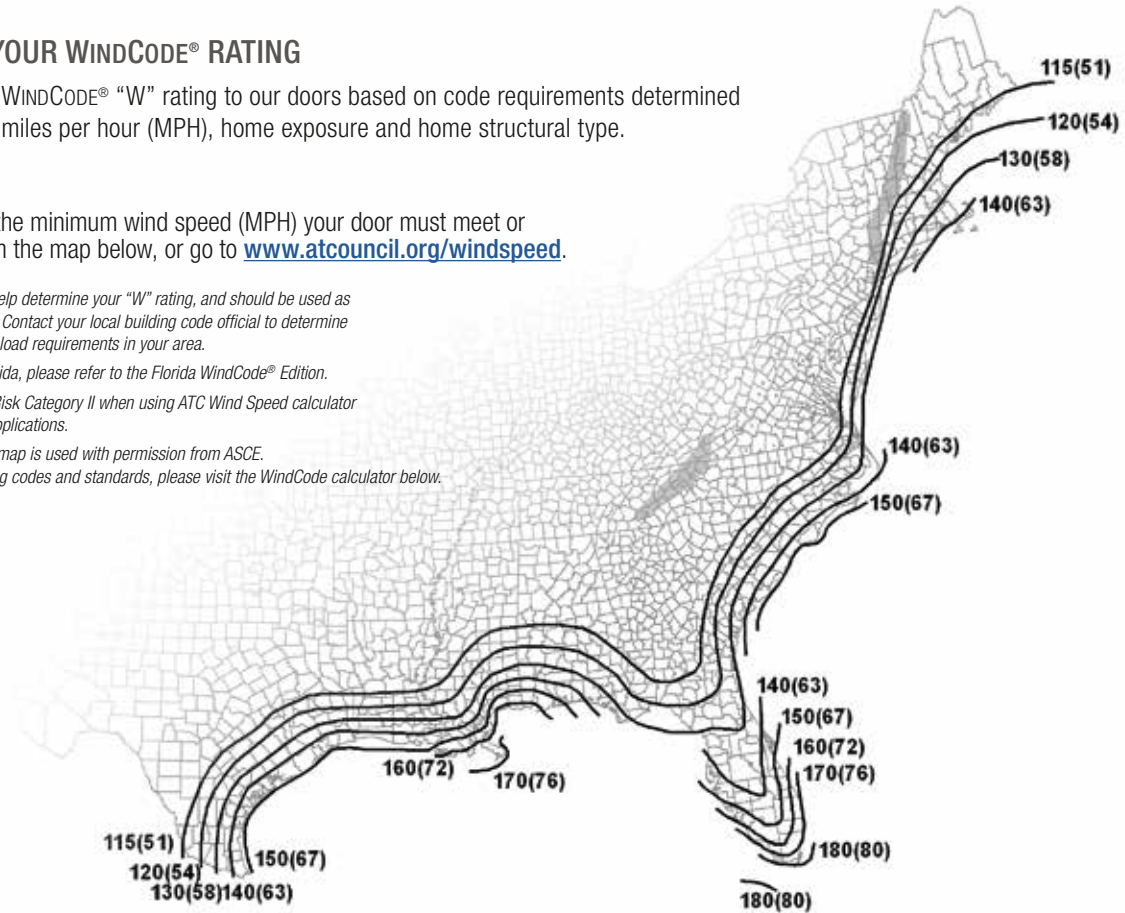 YOUR WINDCODE® RATING
WINDCODE® “W” rating to our doors based on code requirements determined
miles per hour (MPH), home exposure and home structural type.
the minimum wind speed (MPH) your door must meet or
the map below, or go to www.atcouncil.org/windspeed.
elp determine your “W” rating, and should be used as
Contact your local building code official to determine
load requirements in your area.
ida, please refer to the Florida WindCode® Edition.
isk Category II when using ATC Wind Speed calculator
pplications.
map is used with permission from ASCE.
g codes and standards, please visit the WindCode calculator below.
115(51)
120(54)
130(58)
140(63)
140(63)
150(67)
140(63)
150(67)
160(72)
170(76)
160(72)
170(76)
115(51)
120(54)
130(58)
140(63)
150(67)
180(80)
180(80)